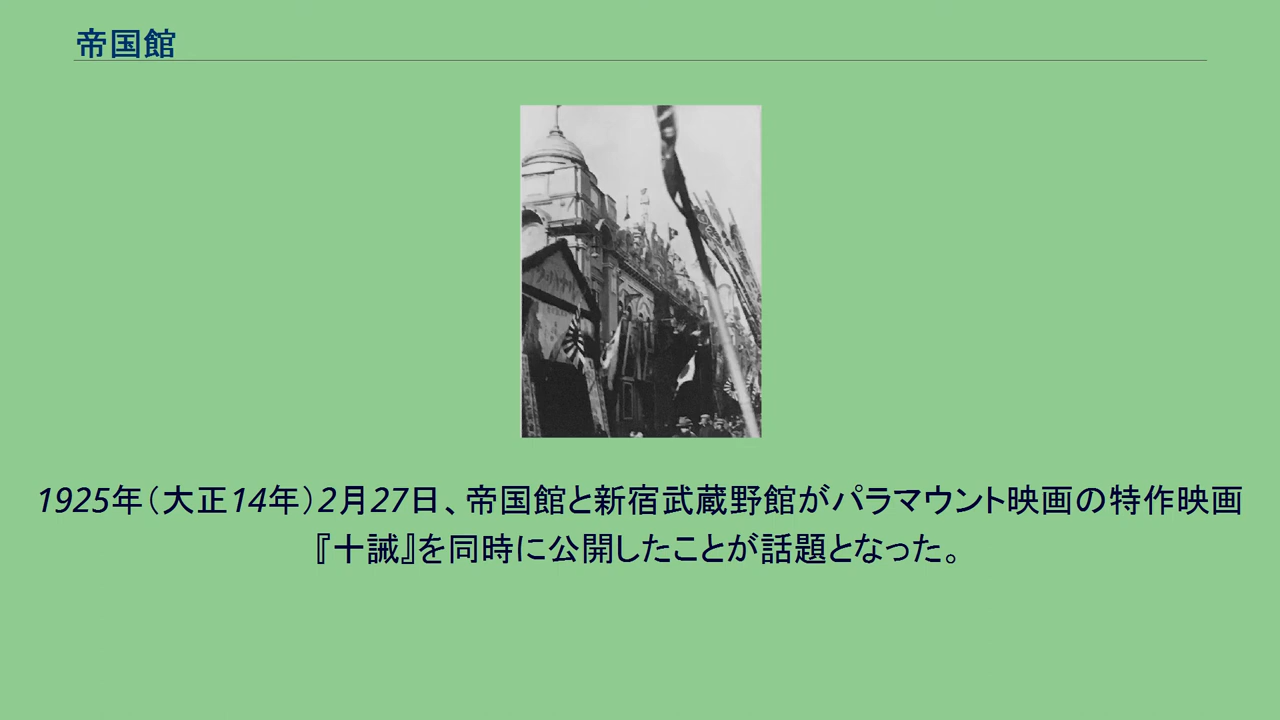 帝国館
1925年（大正14年）2月27日、帝国館と新宿武蔵野館がパラマウント映画の特作映画
『十誡』を同時に公開したことが話題となった。